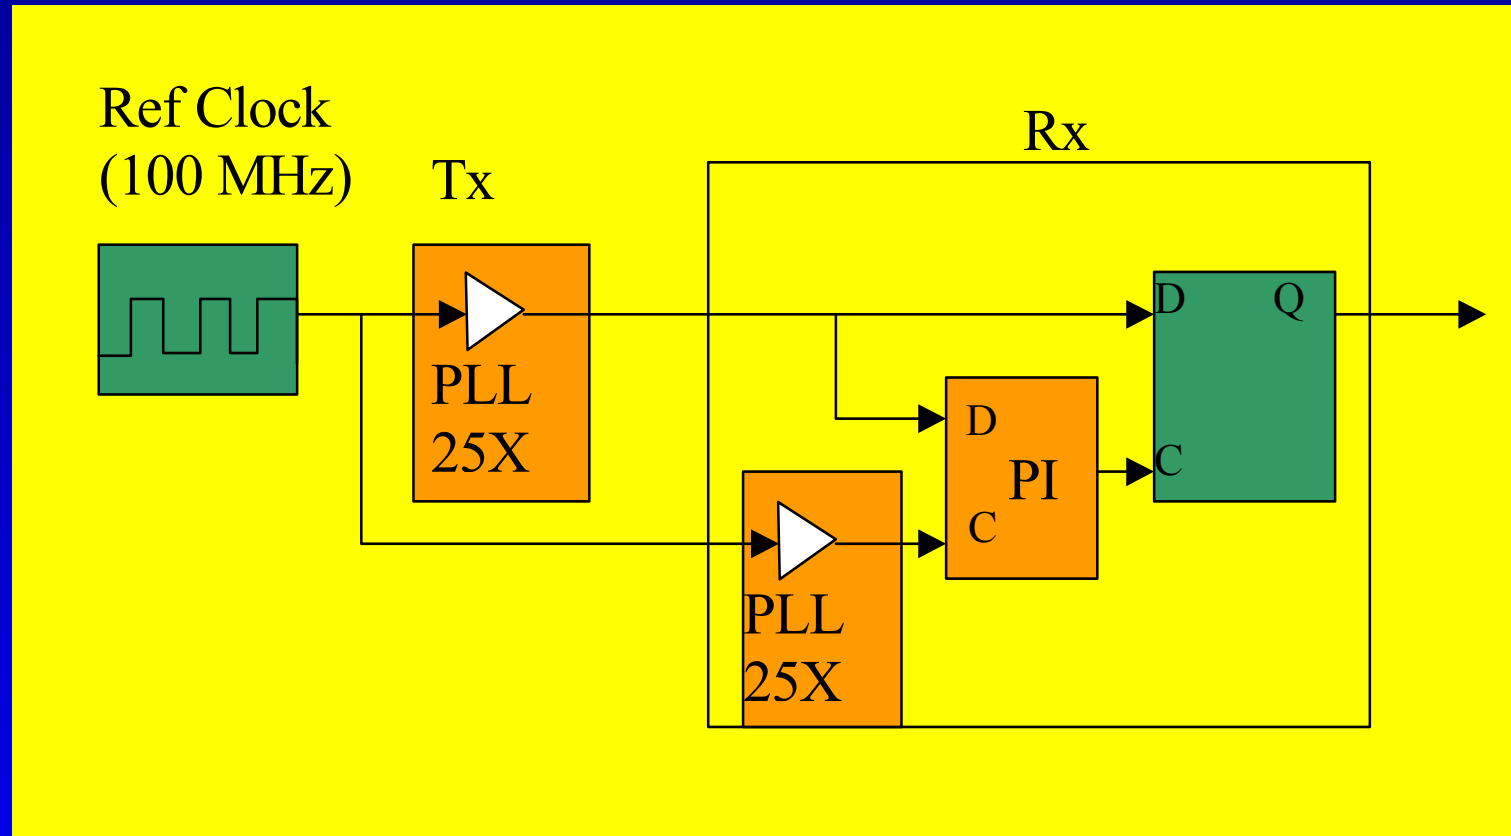 Ref Clock
(100 MHz)
Tx
Rx
PLL
25X
D
Q
C
D
PI
C
PLL
25X